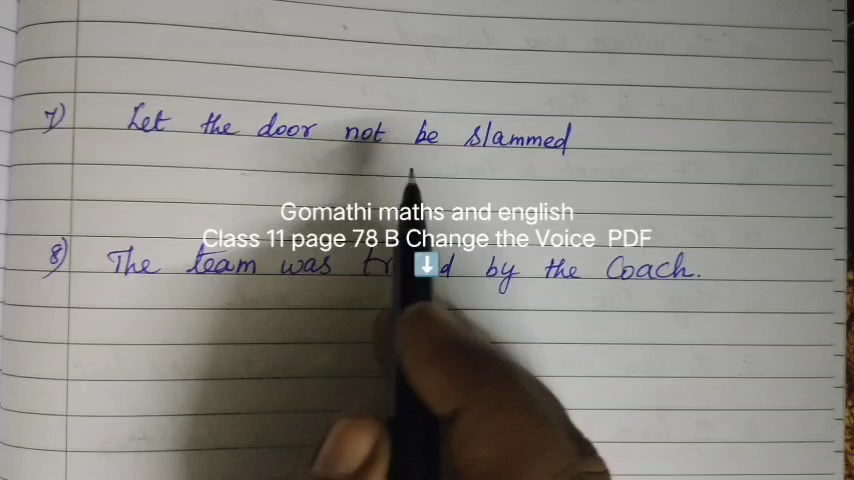 7) Let the door not be slammed
Gomathi maths and english
Class 11 page 78 B Change the Voice PDF
8) The team was by the Coach.